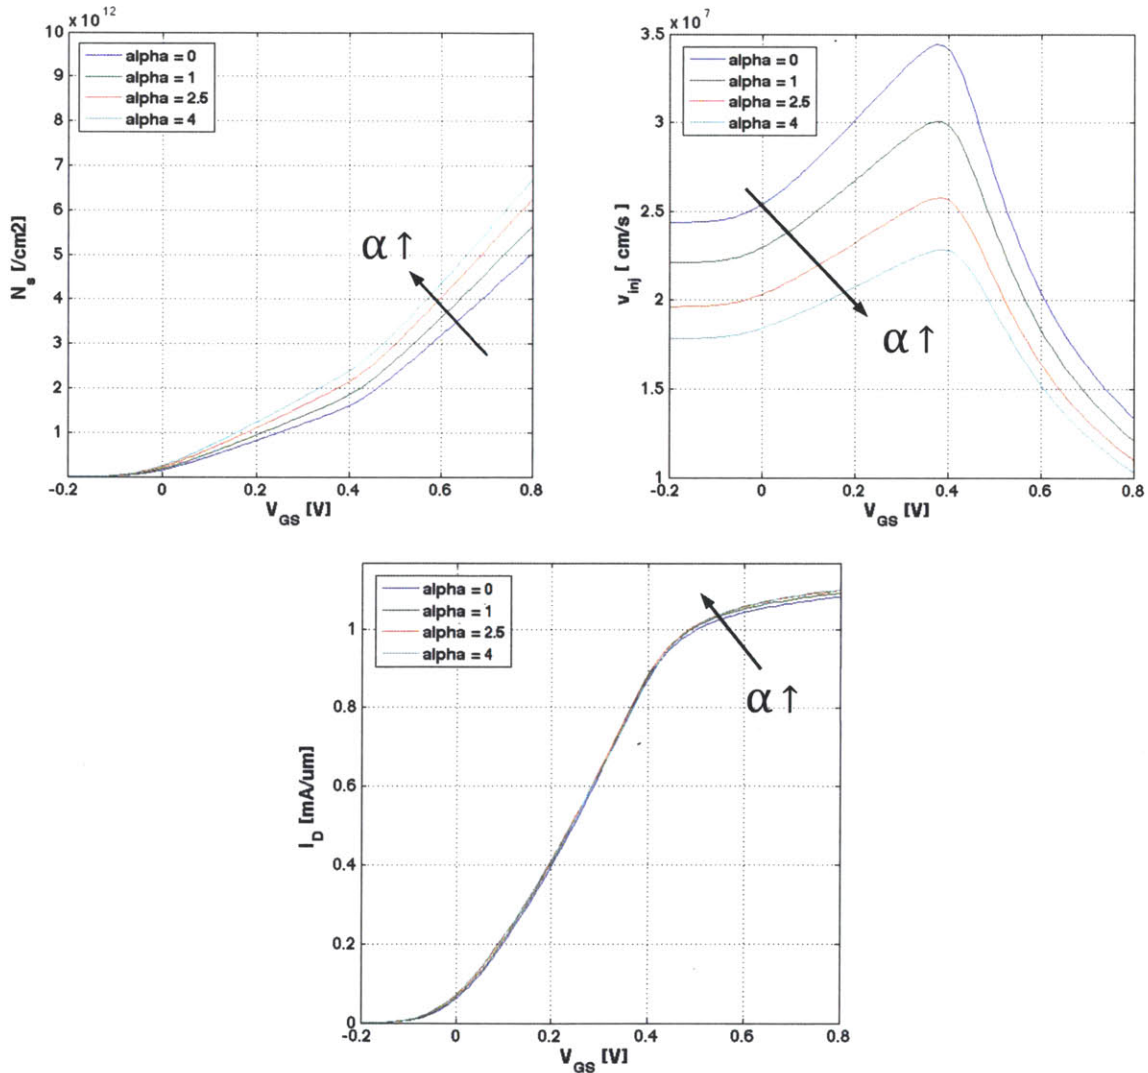 x 10^12
10
9
8
7
6
5
4
3
2
1
N_s [/cm2]
alpha = 0
alpha = 1
alpha = 2.5
alpha = 4
α↑
-0.2
0
0.2
0.4
0.6
0.8
V_GS [V]
x 10^7
3.5
3
2.5
2
1.5
1
v_inj [ cm/s ]
alpha = 0
alpha = 1
alpha = 2.5
alpha = 4
α↑
-0.2
0
0.2
0.4
0.6
0.8
V_GS [V]
1
0.8
0.6
0.4
0.2
0
I_D [mA/um]
alpha = 0
alpha = 1
alpha = 2.5
alpha = 4
α↑
-0.2
0
0.2
0.4
0.6
0.8
V_GS [V]